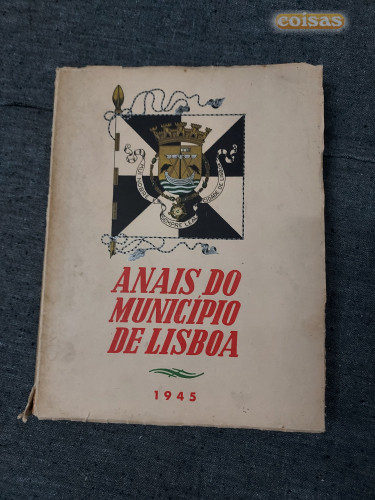 coisas
ANAIS DO
MUNICÍPIO
DE LISBOA
1945